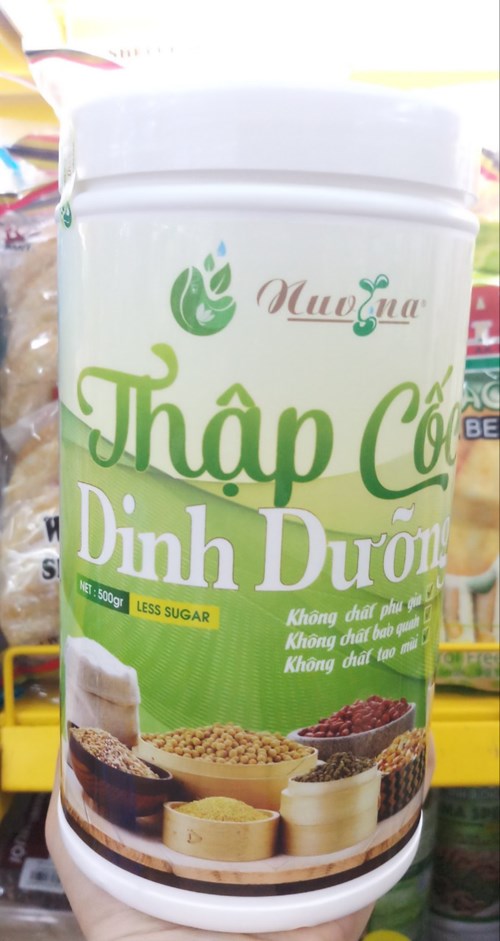 Nuvina®
Thập Cốc
Dinh Dưỡng
NET : 500gr LESS SUGAR
Không chất phụ gia
Không chất bảo quản
Không chất tạo mùi
BE